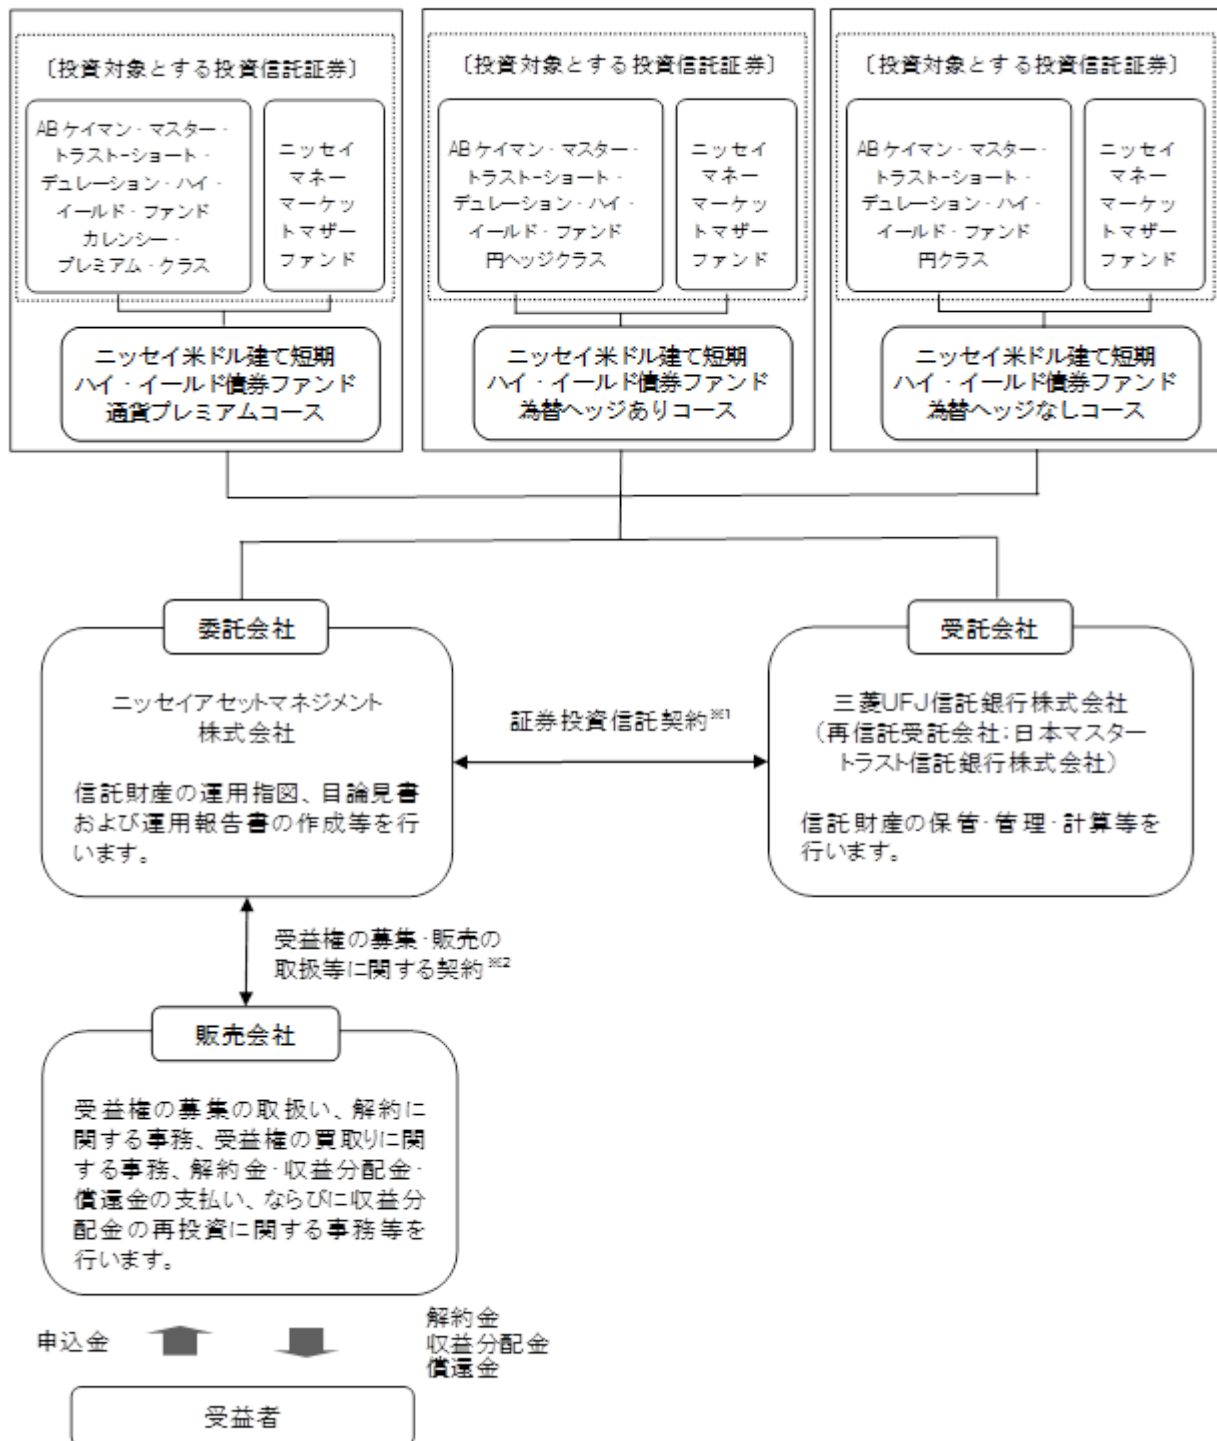 〔投資対象とする投資信託証券〕
ABケイマン・マスター・
トラスト-ショート・
デュレーション・ハイ・
イールド・ファンド
カレンシー・
プレミアム・クラス
ニッセイ
マネー
マーケッ
トマザー
ファンド
ニッセイ米ドル建て短期
ハイ・イールド債券ファンド
通貨プレミアムコース
〔投資対象とする投資信託証券〕
ABケイマン・マスター・
トラスト-ショート・
デュレーション・ハイ・
イールド・ファンド
円ヘッジクラス
ニッセイ
マネー
マーケッ
トマザー
ファンド
ニッセイ米ドル建て短期
ハイ・イールド債券ファンド
為替ヘッジありコース
〔投資対象とする投資信託証券〕
ABケイマン・マスター・
トラスト-ショート・
デュレーション・ハイ・
イールド・ファンド
円クラス
ニッセイ
マネー
マーケッ
トマザー
ファンド
ニッセイ米ドル建て短期
ハイ・イールド債券ファンド
為替ヘッジなしコース
委託会社
ニッセイアセットマネジメント
株式会社
信託財産の運用指図、目論見書
および運用報告書の作成等を行
います。
証券投資信託契約※1
受託会社
三菱UFJ信託銀行株式会社
（再信託受託会社：日本マスター
トラスト信託銀行株式会社）
信託財産の保管・管理・計算等を
行います。
受益権の募集・販売の
取扱等に関する契約※2
販売会社
受益権の募集の取扱い、解約に
関する事務、受益権の買取りに関
する事務、解約金・収益分配金・
償還金の支払い、ならびに収益分
配金の再投資に関する事務等を
行います。
申込金
解約金
収益分配金
償還金
受益者